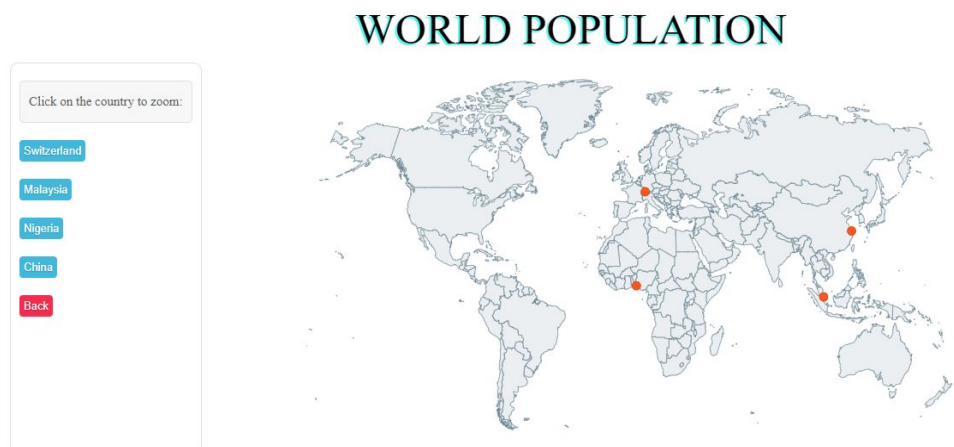 WORLD POPULATION
Click on the country to zoom:
Switzerland
Malaysia
Nigeria
China
Back